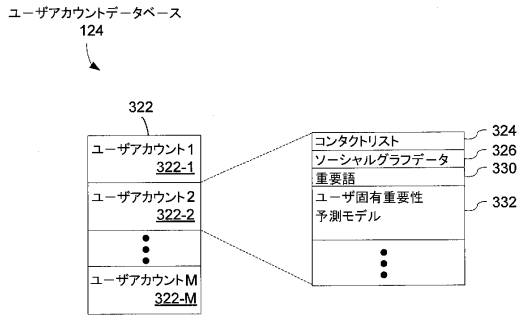 ユーザアカウントデータベース
124
322
ユーザアカウント1
322-1
ユーザアカウント2
322-2
ユーザアカウントM
322-M
コンタクトリスト
324
ソーシャルグラフデータ
326
重要語
330
ユーザ固有重要性
予測モデル
332